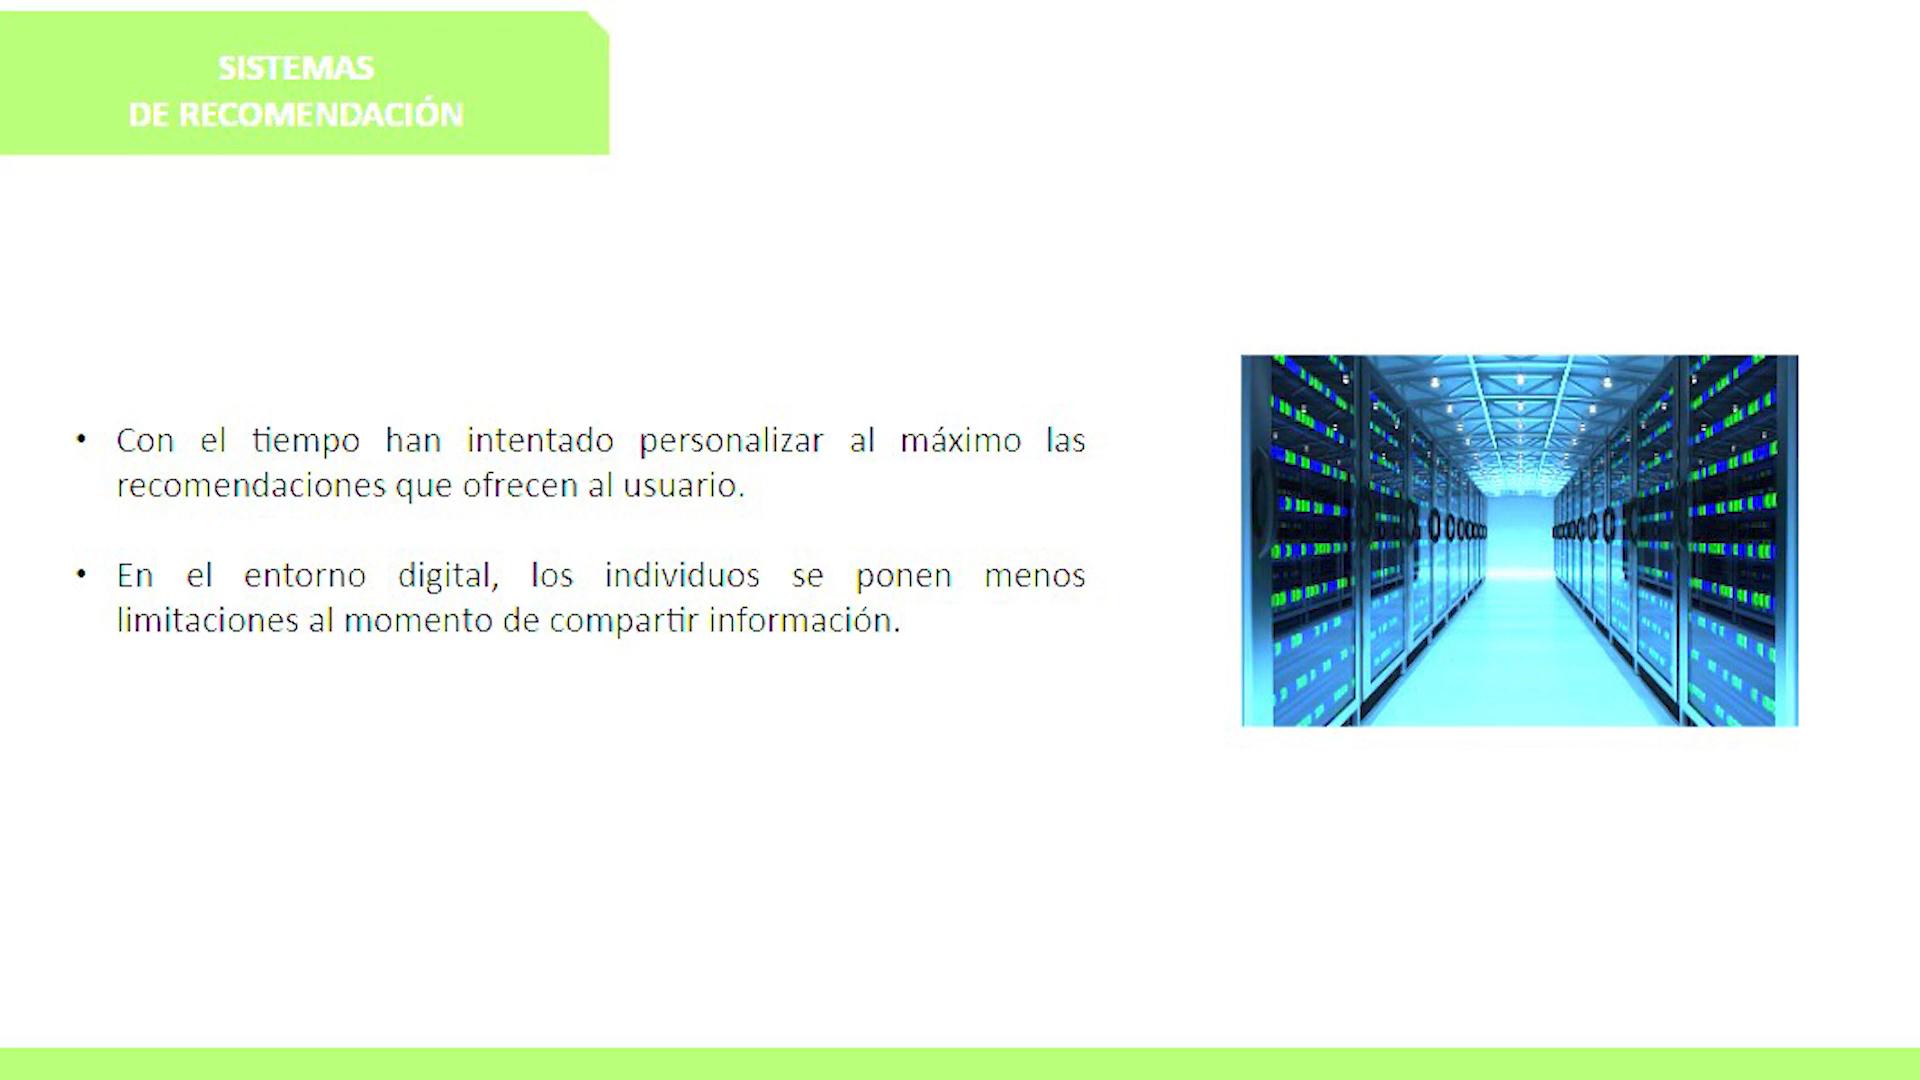 SISTEMAS
DE RECOMENDACIÓN
• Con el tiempo han intentado personalizar al máximo las
recomendaciones que ofrecen al usuario.
• En el entorno digital, los individuos se ponen menos
limitaciones al momento de compartir información.